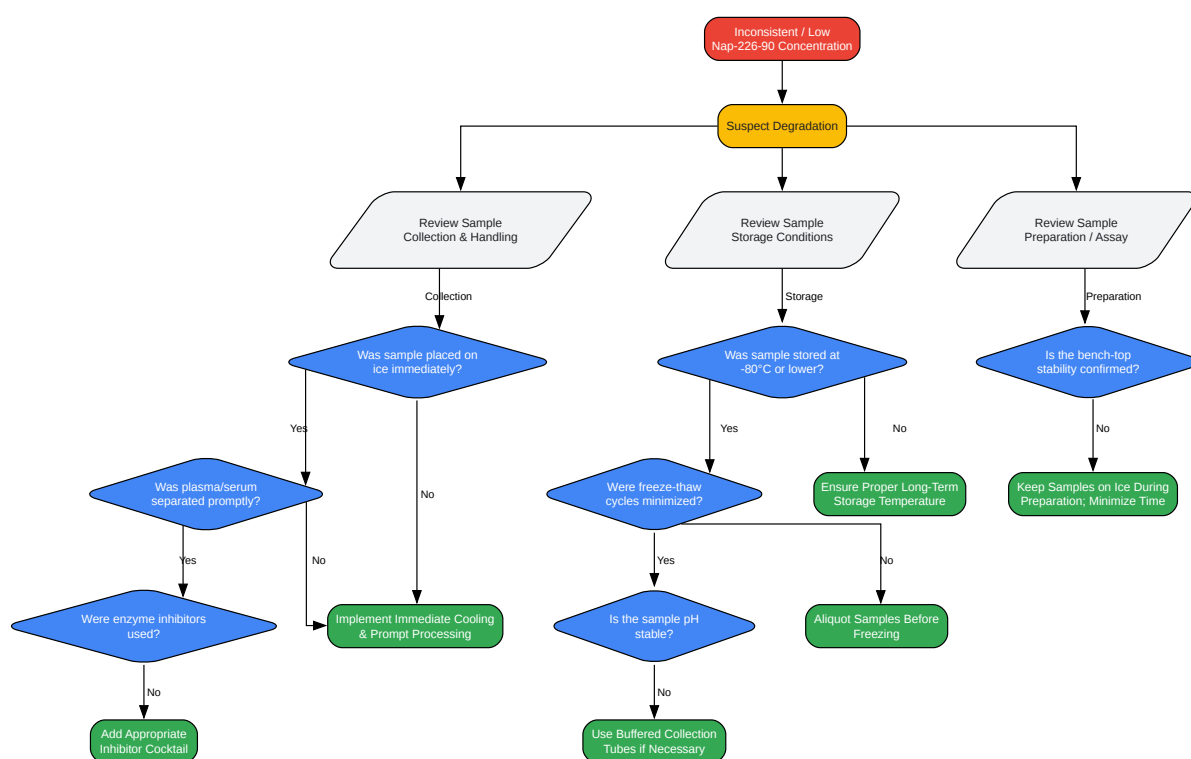 Inconsistent / Low
Nap-226-90 Concentration
Suspect Degradation
Review Sample
Collection & Handling
Review Sample
Storage Conditions
Review Sample
Preparation / Assay
Collection
Storage
Preparation
Was sample placed on
ice immediately?
Was sample stored at
-80°C or lower?
Is the bench-top
stability confirmed?
Yes
No
Yes
No
No
Was plasma/serum
separated promptly?
Were freeze-thaw
cycles minimized?
Ensure Proper Long-Term
Storage Temperature
Keep Samples on Ice During
Preparation; Minimize Time
Yes
No
Yes
No
Were enzyme inhibitors
used?
Implement Immediate Cooling
& Prompt Processing
Is the sample pH
stable?
Aliquot Samples Before
Freezing
No
No
Add Appropriate
Inhibitor Cocktail
Use Buffered Collection
Tubes if Necessary